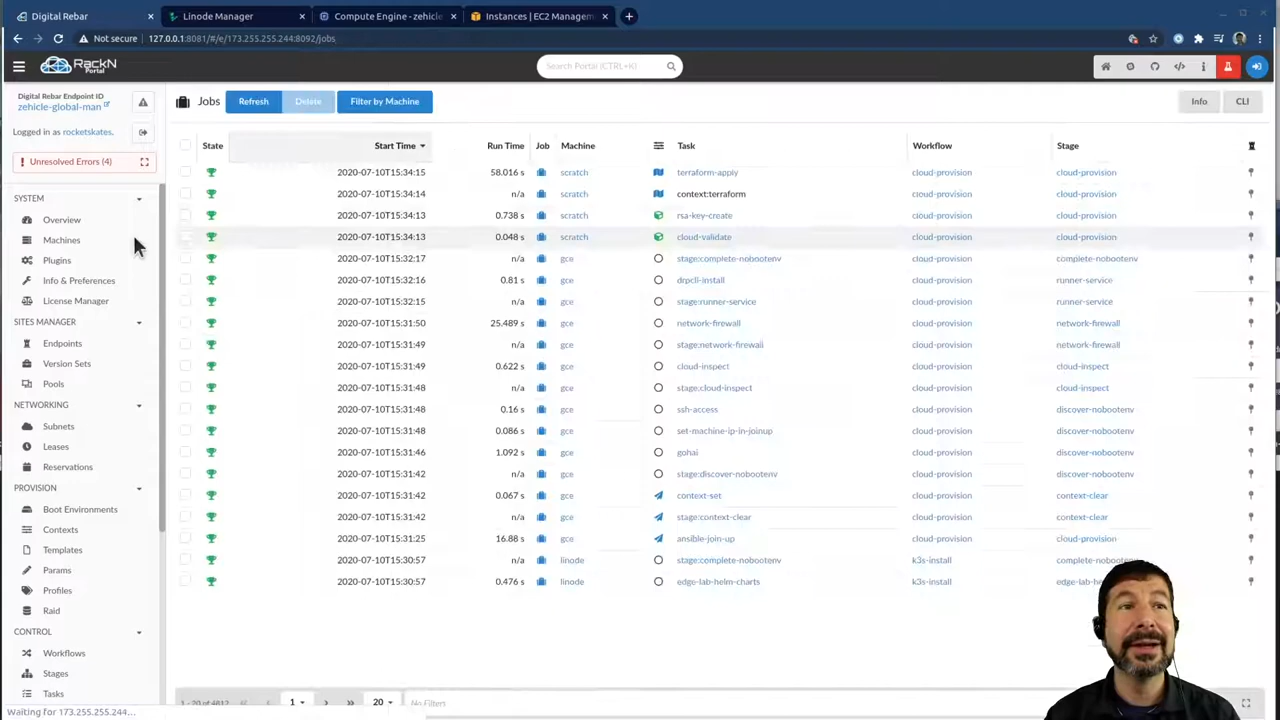 Digital Rebar
Linode Manager
Compute Engine - zehicle
Instances | EC2 Managem
Not secure
127.0.0.1:8081/#/e/173.255.255.244:8092/jobs
RackN
Portal
Search Portal (CTRL+K)
Digital Rebar Endpoint ID
zehicle-global-man
Logged in as rocketskates.
Unresolved Errors (4)
SYSTEM
Overview
Machines
Plugins
Info & Preferences
License Manager
SITES MANAGER
Endpoints
Version Sets
Pools
NETWORKING
Subnets
Leases
Reservations
PROVISION
Boot Environments
Contexts
Templates
Params
Profiles
Raid
CONTROL
Workflows
Stages
Tasks
Waiting for 173.255.255.244...
Jobs Refresh Delete Filter by Machine Info CLI
State Start Time Run Time Job Machine Task Workflow Stage
2020-07-10T15:34:15 58.016 s scratch terraform-apply cloud-provision cloud-provision
2020-07-10T15:34:14 n/a scratch context:terraform cloud-provision cloud-provision
2020-07-10T15:34:13 0.738 s scratch rsa-key-create cloud-provision cloud-provision
2020-07-10T15:34:13 0.048 s scratch cloud-validate cloud-provision cloud-provision
2020-07-10T15:32:17 n/a gce stage:complete-nobootenv cloud-provision complete-nobootenv
2020-07-10T15:32:16 0.81 s gce drpcli-install cloud-provision runner-service
2020-07-10T15:32:15 n/a gce stage:runner-service cloud-provision runner-service
2020-07-10T15:31:50 25.489 s gce network-firewall cloud-provision network-firewall
2020-07-10T15:31:49 n/a gce stage:network-firewall cloud-provision network-firewall
2020-07-10T15:31:49 0.622 s gce cloud-inspect cloud-provision cloud-inspect
2020-07-10T15:31:48 n/a gce stage:cloud-inspect cloud-provision cloud-inspect
2020-07-10T15:31:48 0.16 s gce ssh-access cloud-provision discover-nobootenv
2020-07-10T15:31:48 0.086 s gce set-machine-ip-in-joinup cloud-provision discover-nobootenv
2020-07-10T15:31:46 1.092 s gce gohai cloud-provision discover-nobootenv
2020-07-10T15:31:42 n/a gce stage:discover-nobootenv cloud-provision discover-nobootenv
2020-07-10T15:31:42 0.067 s gce context-set cloud-provision context-clear
2020-07-10T15:31:42 n/a gce stage:context-clear cloud-provision context-clear
2020-07-10T15:31:25 16.88 s gce ansible-join-up cloud-provision cloud-provision
2020-07-10T15:30:57 n/a linode stage:complete-nobootenv k3s-install complete-nobootenv
2020-07-10T15:30:57 0.476 s linode edge-lab-helm-charts k3s-install edge-lab-he
1 - 20 of 4812 1 20 No Filters